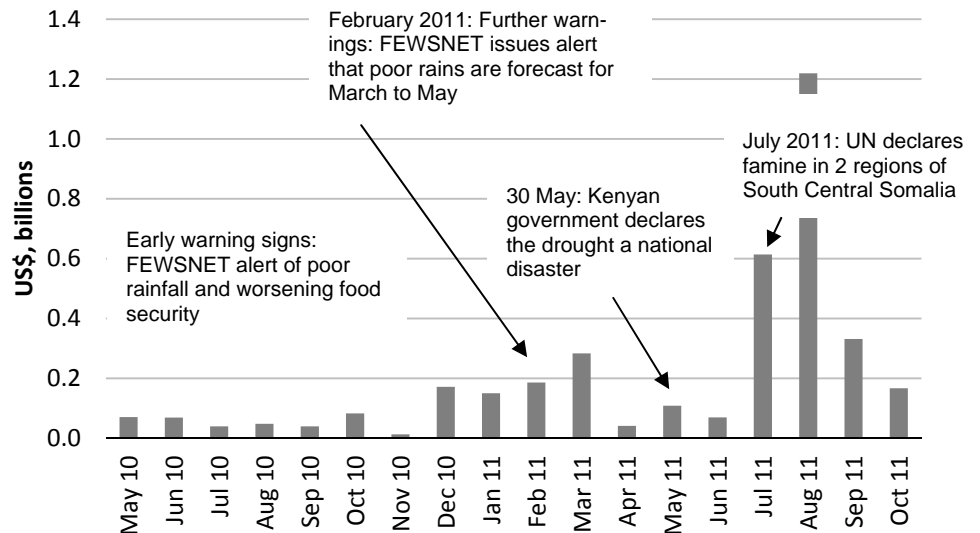 US$, billions
1.4
1.2
1.0
0.8
0.6
0.4
0.2
0.0
February 2011: Further warn-
ings: FEWSNET issues alert
that poor rains are forecast for
March to May
July 2011: UN declares
famine in 2 regions of
South Central Somalia
30 May: Kenyan
government declares
the drought a national
disaster
Early warning signs:
FEWSNET alert of poor
rainfall and worsening food
security
May 10
Jun 10
Jul 10
Aug 10
Sep 10
Oct 10
Nov 10
Dec 10
Jan 11
Feb 11
Mar 11
Apr 11
May 11
Jun 11
Jul 11
Aug 11
Sep 11
Oct 11